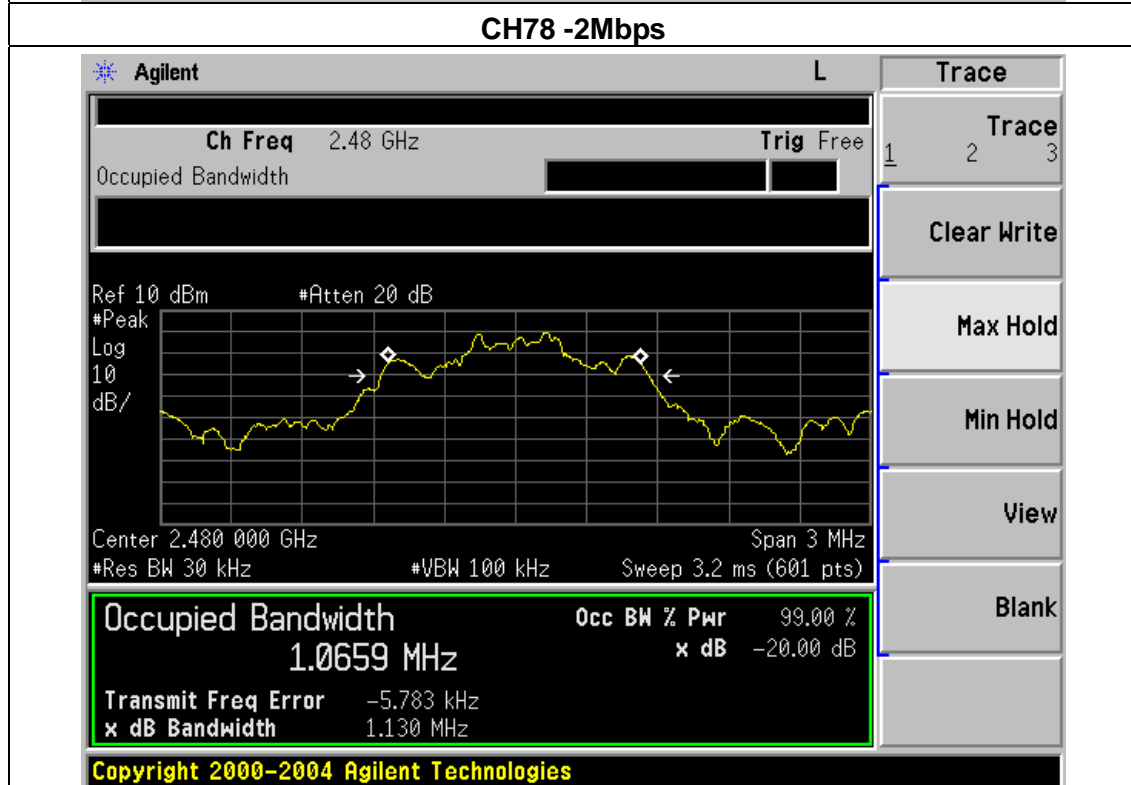 CH78 -2Mbps
Agilent L Trace
Ch Freq 2.48 GHz Trig Free
Occupied Bandwidth
Trace
1 2 3
Clear Write
Max Hold
Min Hold
View
Blank
Ref 10 dBm #Atten 20 dB
#Peak
Log
10
dB/
Center 2.480 000 GHz Span 3 MHz
#Res BW 30 kHz #VBW 100 kHz Sweep 3.2 ms (601 pts)
Occupied Bandwidth Occ BW % Pwr 99.00 %
1.0659 MHz x dB -20.00 dB
Transmit Freq Error -5.783 kHz
x dB Bandwidth 1.130 MHz
Copyright 2000-2004 Agilent Technologies